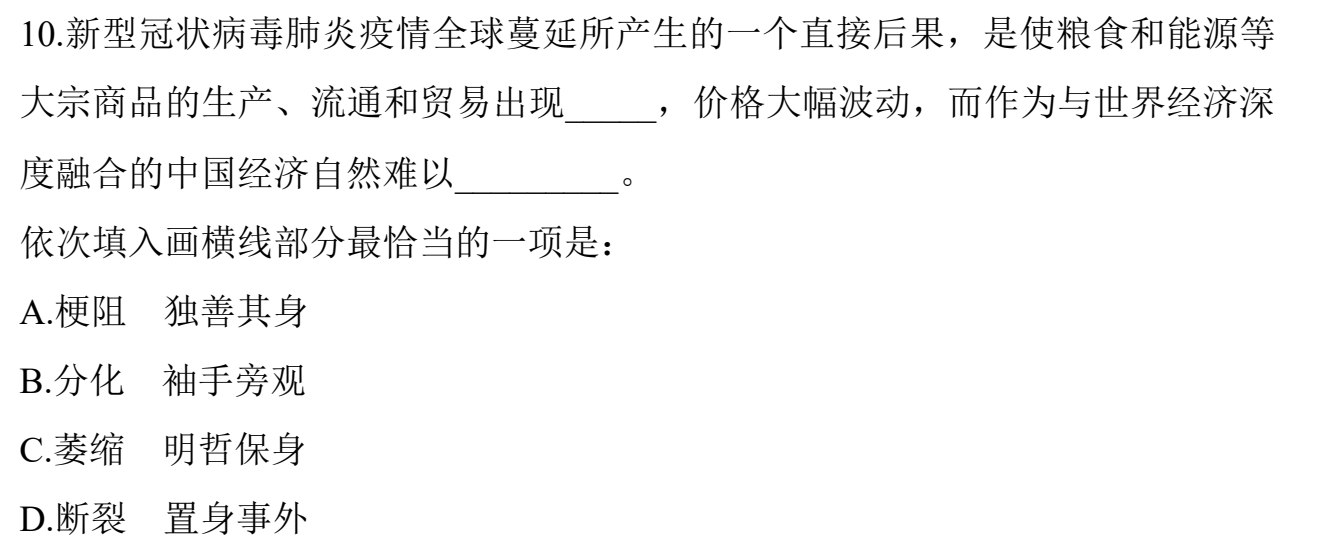 10.新型冠状病毒肺炎疫情全球蔓延所产生的一个直接后果，是使粮食和能源等
大宗商品的生产、流通和贸易出现_____，价格大幅波动，而作为与世界经济深
度融合的中国经济自然难以_________。
依次填入画横线部分最恰当的一项是：
A.梗阻　独善其身
B.分化　袖手旁观
C.萎缩　明哲保身
D.断裂　置身事外